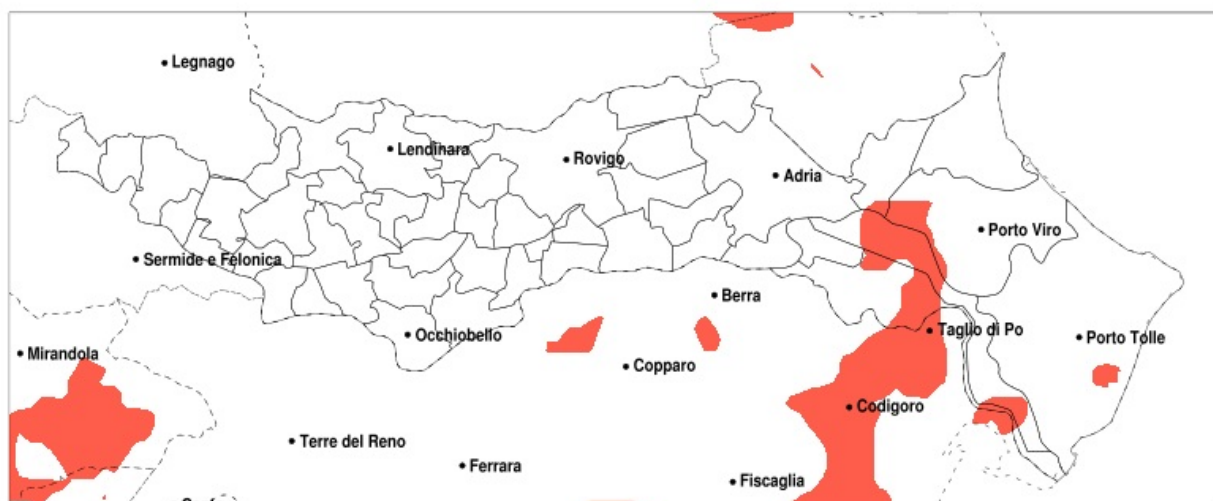 Legnago
Lendinara
Rovigo
Adria
Porto Viro
Sermide e Felonica
Berra
Taglio di Po
Occhiobello
Porto Tolle
Mirandola
Copparo
Codigoro
Terre del Reno
Ferrara
Fiscaglia